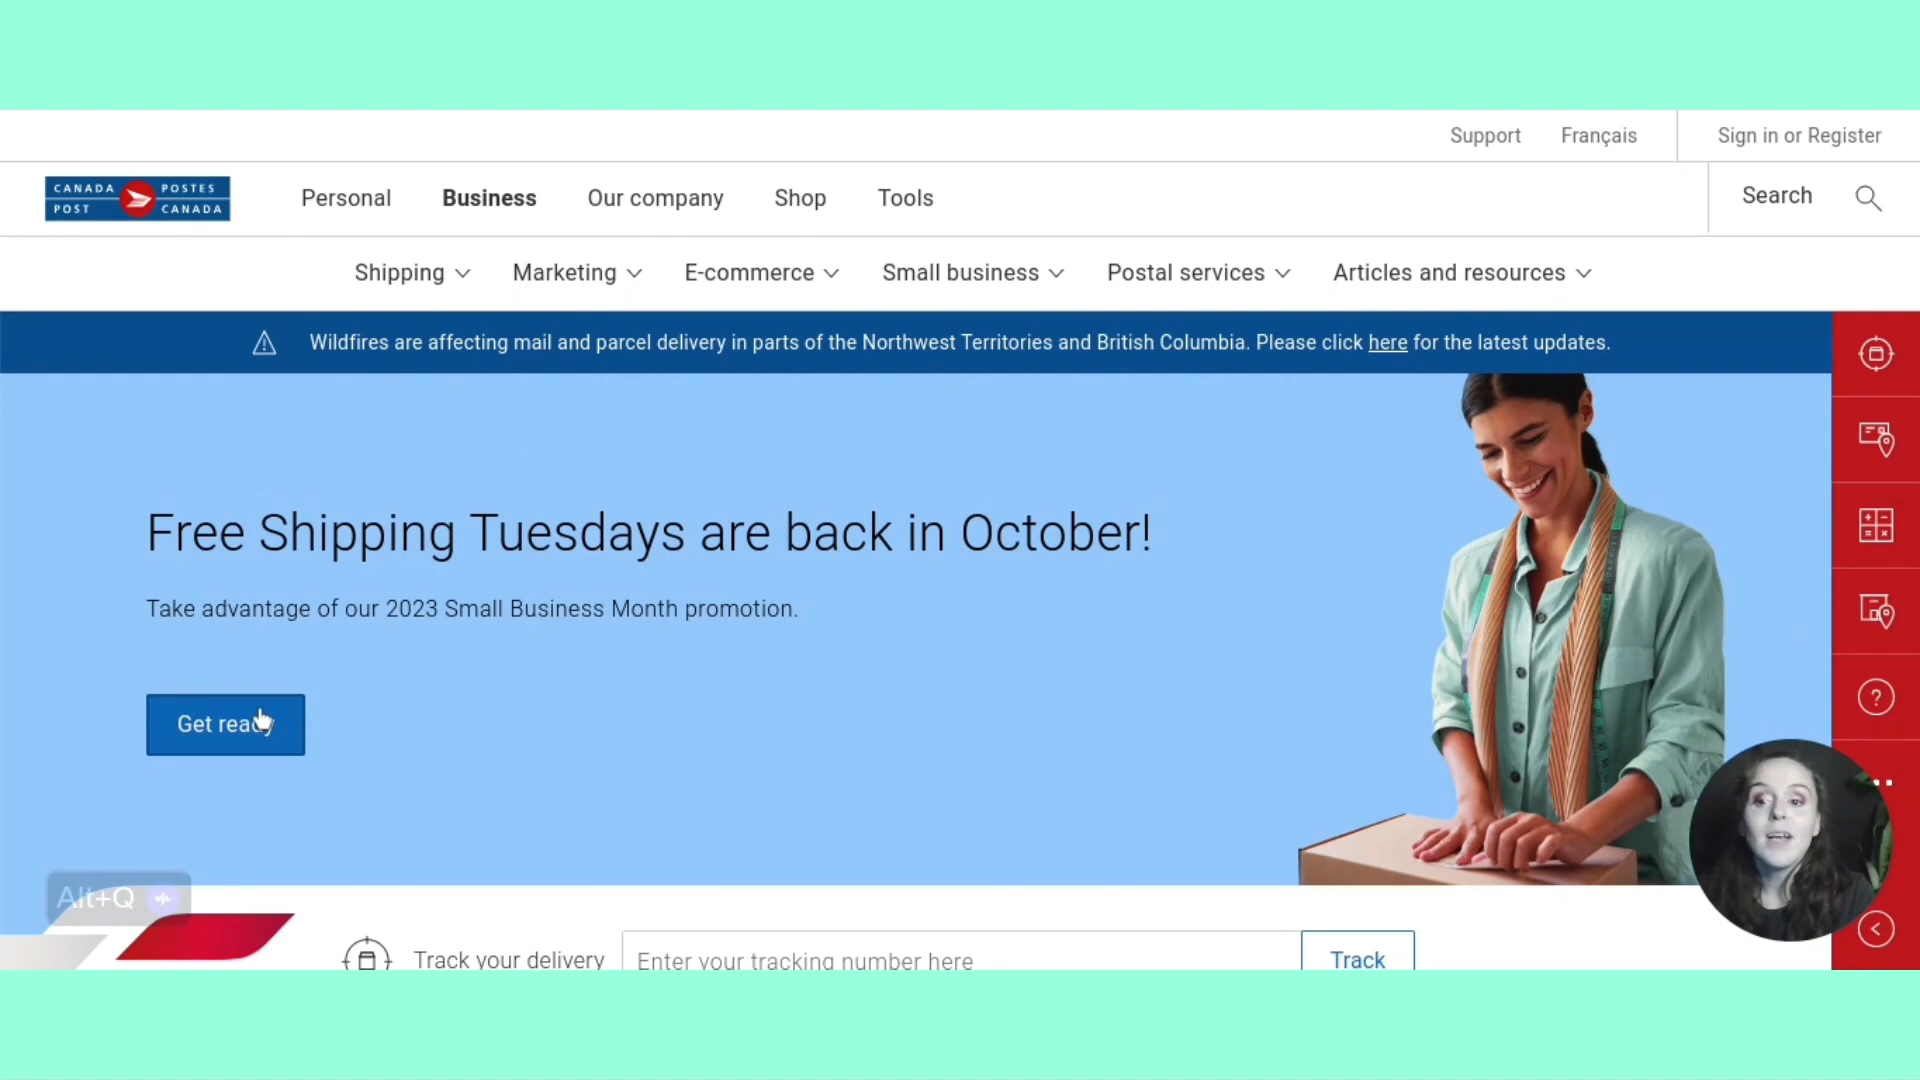 Support Français Sign in or Register
CANADA POSTES
POST CANADA
Personal Business Our company Shop Tools Search
Shipping Marketing E-commerce Small business Postal services Articles and resources
Wildfires are affecting mail and parcel delivery in parts of the Northwest Territories and British Columbia. Please click here for the latest updates.
Free Shipping Tuesdays are back in October!
Take advantage of our 2023 Small Business Month promotion.
Get ready
Alt+Q
Track your delivery Enter your tracking number here Track